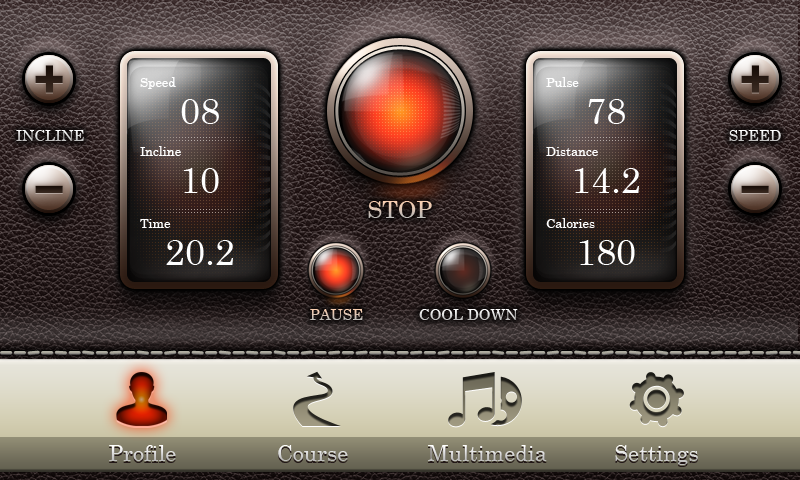 Speed
08
Incline
10
Time
20.2
INCLINE
STOP
PAUSE
COOL DOWN
Pulse
78
Distance
14.2
Calories
180
SPEED
Profile
Course
Multimedia
Settings